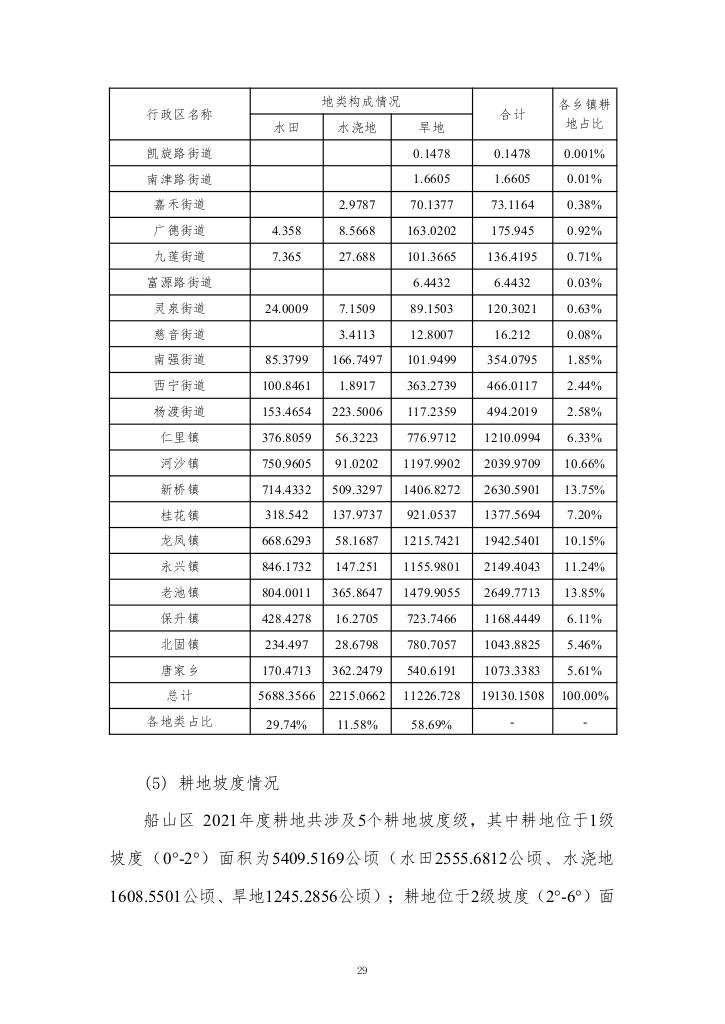 行政区名称 地类构成情况 合计 各乡镇耕地占比
水田 水浇地 旱地
凯旋路街道 0.1478 0.1478 0.001%
南津路街道 1.6605 1.6605 0.01%
嘉禾街道 2.9787 70.1377 73.1164 0.38%
广德街道 4.358 8.5668 163.0202 175.945 0.92%
九莲街道 7.365 27.688 101.3665 136.4195 0.71%
富源路街道 6.4432 6.4432 0.03%
灵泉街道 24.0009 7.1509 89.1503 120.3021 0.63%
慈音街道 3.4113 12.8007 16.212 0.08%
南强街道 85.3799 166.7497 101.9499 354.0795 1.85%
西宁街道 100.8461 1.8917 363.2739 466.0117 2.44%
杨渡街道 153.4654 223.5006 117.2359 494.2019 2.58%
仁里镇 376.8059 56.3223 776.9712 1210.0994 6.33%
河沙镇 750.9605 91.0202 1197.9902 2039.9709 10.66%
新桥镇 714.4332 509.3297 1406.8272 2630.5901 13.75%
桂花镇 318.542 137.9737 921.0537 1377.5694 7.20%
龙凤镇 668.6293 58.1687 1215.7421 1942.5401 10.15%
永兴镇 846.1732 147.251 1155.9801 2149.4043 11.24%
老池镇 804.0011 365.8647 1479.9055 2649.7713 13.85%
保升镇 428.4278 16.2705 723.7466 1168.4449 6.11%
北固镇 234.497 28.6798 780.7057 1043.8825 5.46%
唐家乡 170.4713 362.2479 540.6191 1073.3383 5.61%
总计 5688.3566 2215.0662 11226.728 19130.1508 100.00%
各地类占比 29.74% 11.58% 58.69% - -
(5) 耕地坡度情况
船山区 2021年度耕地共涉及5个耕地坡度级，其中耕地位于1级
坡度（0°-2°）面积为5409.5169公顷（水田2555.6812公顷、水浇地
1608.5501公顷、旱地1245.2856公顷）；耕地位于2级坡度（2°-6°）面
29